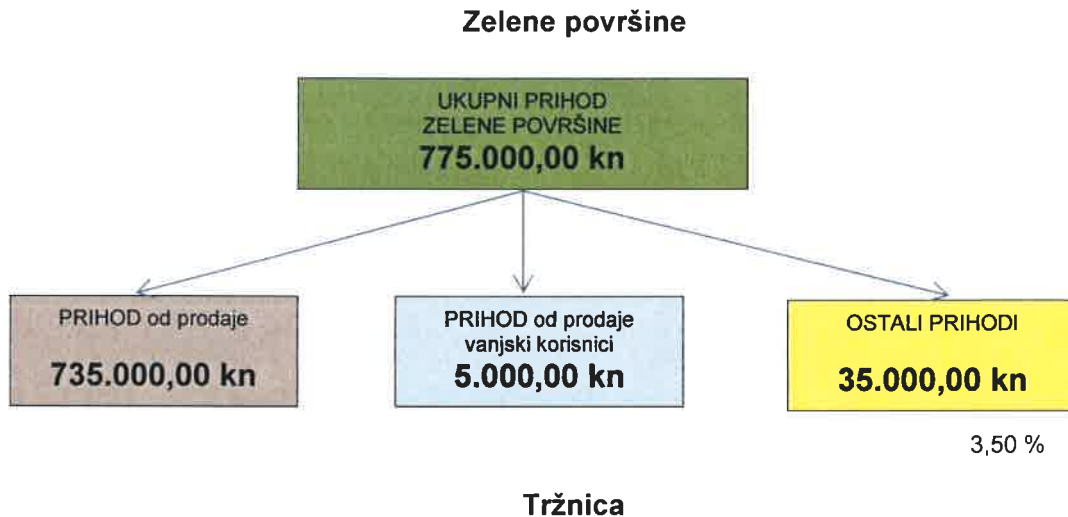 Zelene površine
UKUPNI PRIHOD
ZELENE POVRŠINE
775.000,00 kn
PRIHOD od prodaje
735.000,00 kn
PRIHOD od prodaje
vanjski korisnici
5.000,00 kn
OSTALI PRIHODI
35.000,00 kn
3,50 %
Tržnica